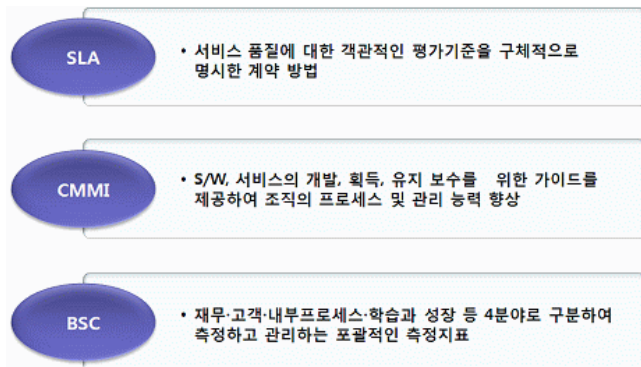 SLA
• 서비스 품질에 대한 객관적인 평가기준을 구체적으로
명시한 계약 방법
CMMI
• S/W, 서비스의 개발, 획득, 유지 보수를 위한 가이드를
제공하여 조직의 프로세스 및 관리 능력 향상
BSC
• 재무·고객·내부프로세스·학습과 성장 등 4분야로 구분하여
측정하고 관리하는 포괄적인 측정지표